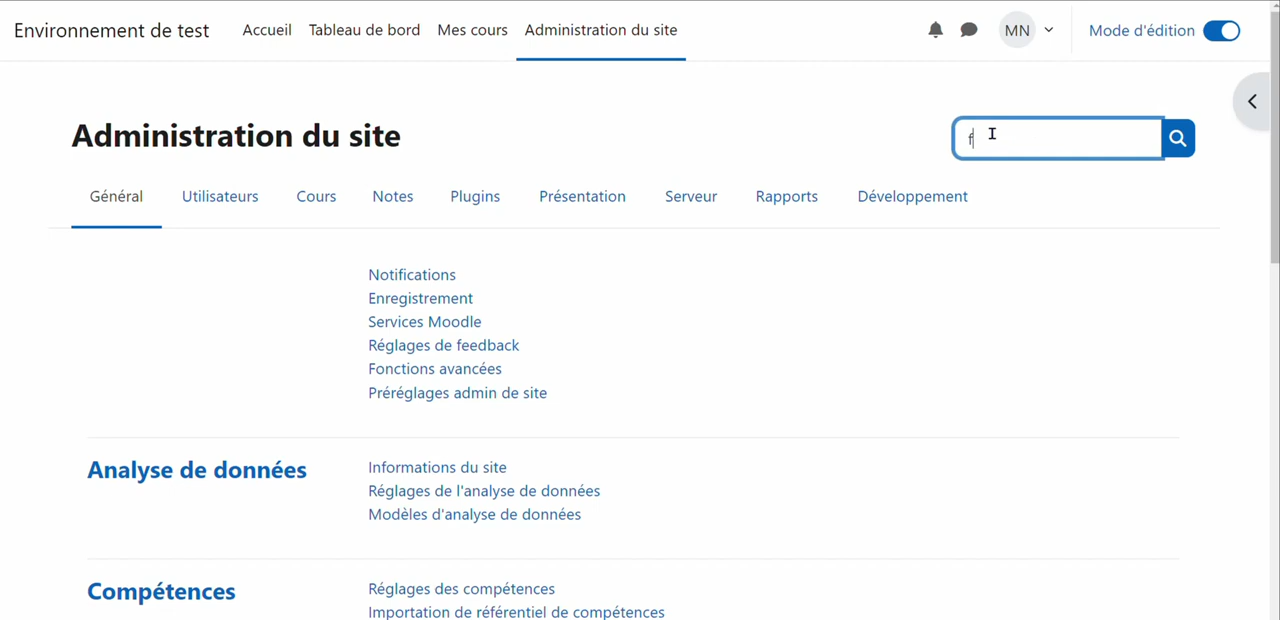 Environnement de test Accueil Tableau de bord Mes cours Administration du site MN Mode d'édition
Administration du site
f
Général Utilisateurs Cours Notes Plugins Présentation Serveur Rapports Développement
Notifications
Enregistrement
Services Moodle
Réglages de feedback
Fonctions avancées
Préréglages admin de site
Analyse de données
Informations du site
Réglages de l'analyse de données
Modèles d'analyse de données
Compétences
Réglages des compétences
Importation de référentiel de compétences